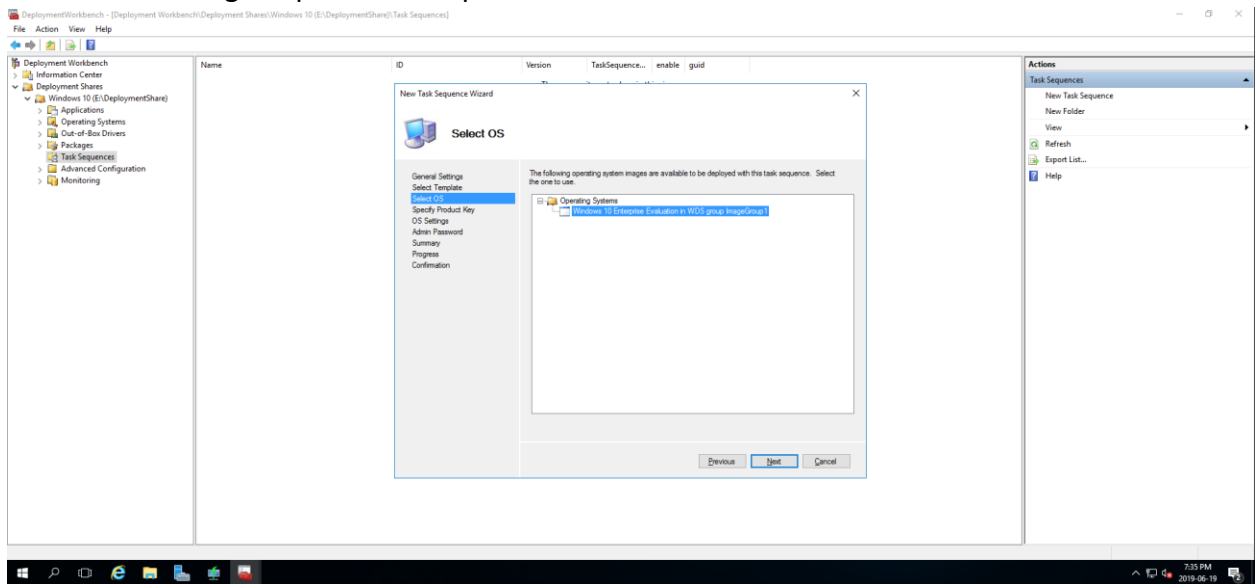 DeploymentWorkbench - [Deployment Workbench\Deployment Shares\Windows 10 (E:\DeploymentShare)\Task Sequences]
File Action View Help
Deployment Workbench
Information Center
Deployment Shares
Windows 10 (E:\DeploymentShare)
Applications
Operating Systems
Out-of-Box Drivers
Packages
Task Sequences
Advanced Configuration
Monitoring
Name ID Version TaskSequence... enable guid
New Task Sequence Wizard
Select OS
General Settings
Select Template
Select OS
Specify Product Key
OS Settings
Admin Password
Summary
Progress
Confirmation
The following operating system images are available to be deployed with this task sequence. Select
the one to use.
Operating Systems
Windows 10 Enterprise Evaluation in WDS group ImageGroup1
Previous Next Cancel
Actions
Task Sequences
New Task Sequence
New Folder
View
Refresh
Export List...
Help
7:35 PM
2019-06-19